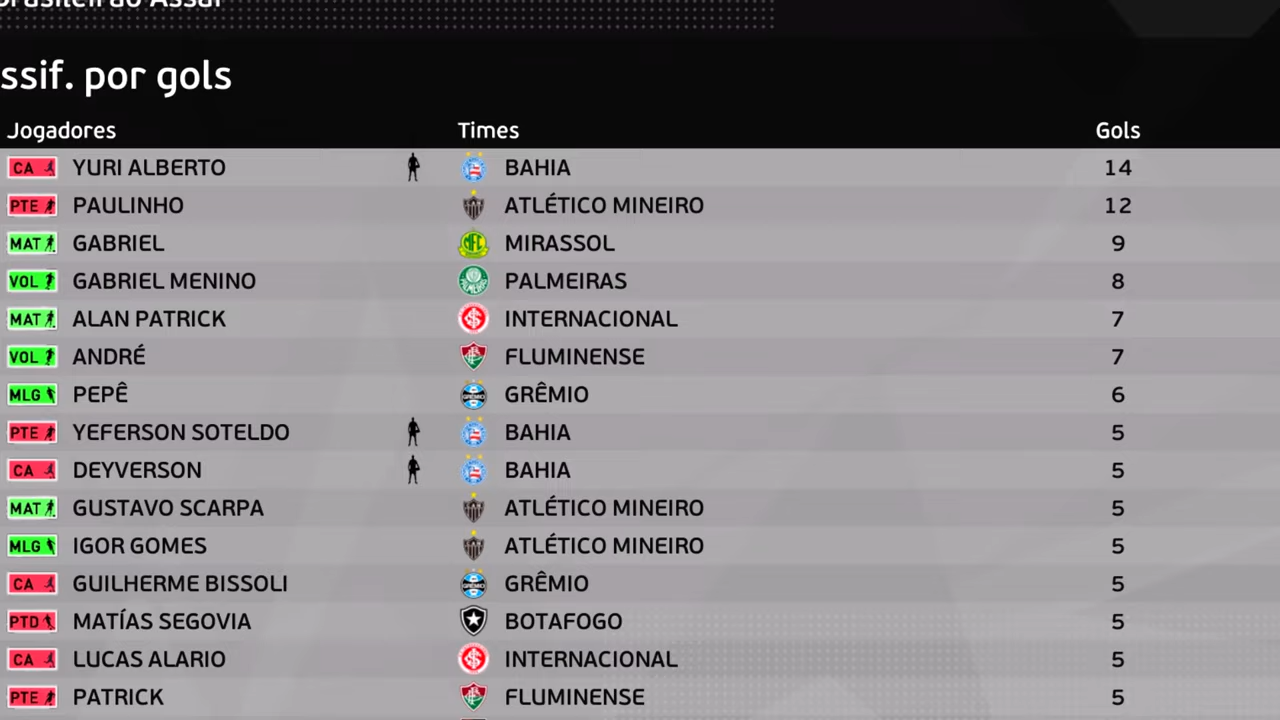 Brasileirão Assaí
ssif. por gols
Jogadores Times Gols
CA YURI ALBERTO BAHIA 14
PTE PAULINHO ATLÉTICO MINEIRO 12
MAT GABRIEL MFC MIRASSOL 9
VOL GABRIEL MENINO PALMEIRAS 8
MAT ALAN PATRICK INTERNACIONAL 7
VOL ANDRÉ FLUMINENSE 7
MLG PEPÊ GRÊMIO 6
PTE YEFERSON SOTELDO BAHIA 5
CA DEYVERSON BAHIA 5
MAT GUSTAVO SCARPA ATLÉTICO MINEIRO 5
MLG IGOR GOMES ATLÉTICO MINEIRO 5
CA GUILHERME BISSOLI GRÊMIO 5
PTD MATÍAS SEGOVIA BOTAFOGO 5
CA LUCAS ALARIO INTERNACIONAL 5
PTE PATRICK FLUMINENSE 5